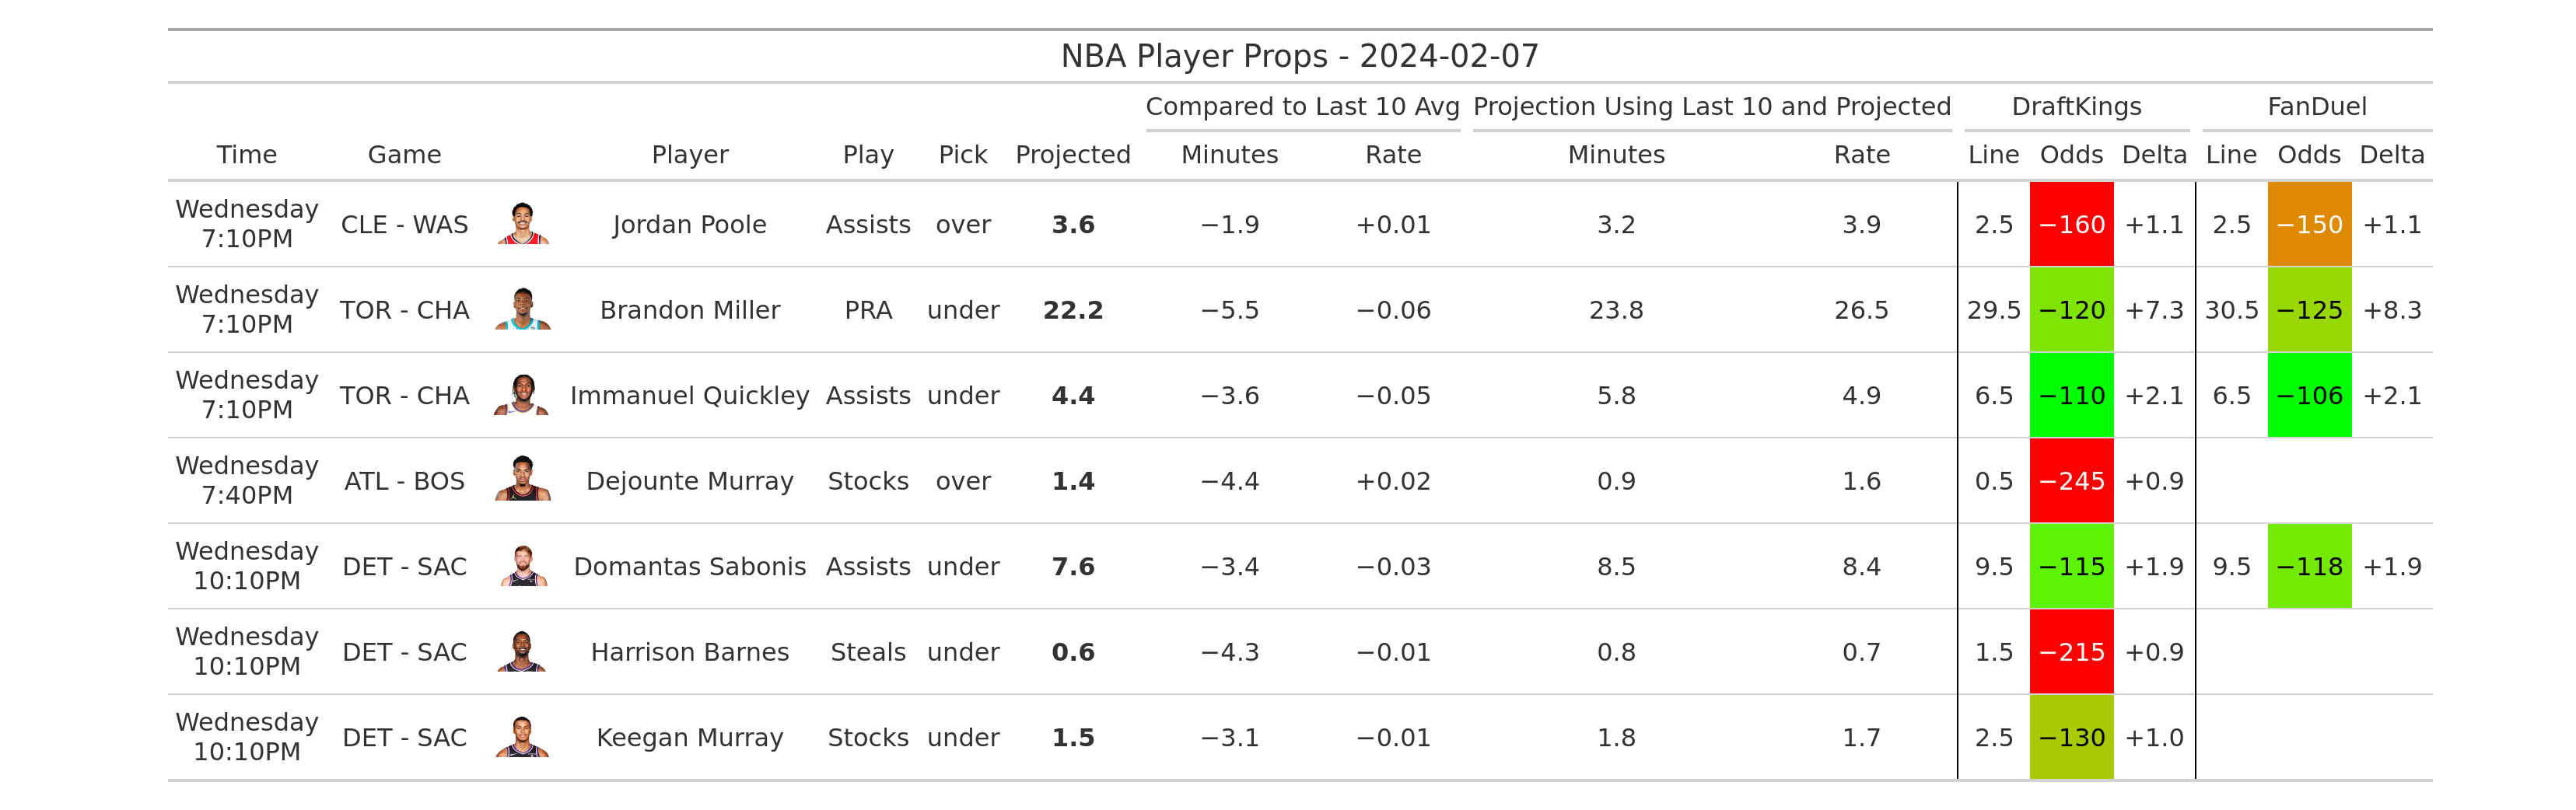 NBA Player Props - 2024-02-07
Compared to Last 10 Avg Projection Using Last 10 and Projected DraftKings FanDuel
Time Game Player Play Pick Projected Minutes Rate Minutes Rate Line Odds Delta Line Odds Delta
Wednesday
7:10PM CLE - WAS Jordan Poole Assists over 3.6 −1.9 +0.01 3.2 3.9 2.5 −160 +1.1 2.5 −150 +1.1
Wednesday
7:10PM TOR - CHA Brandon Miller PRA under 22.2 −5.5 −0.06 23.8 26.5 29.5 −120 +7.3 30.5 −125 +8.3
Wednesday
7:10PM TOR - CHA Immanuel Quickley Assists under 4.4 −3.6 −0.05 5.8 4.9 6.5 −110 +2.1 6.5 −106 +2.1
Wednesday
7:40PM ATL - BOS Dejounte Murray Stocks over 1.4 −4.4 +0.02 0.9 1.6 0.5 −245 +0.9
Wednesday
10:10PM DET - SAC Domantas Sabonis Assists under 7.6 −3.4 −0.03 8.5 8.4 9.5 −115 +1.9 9.5 −118 +1.9
Wednesday
10:10PM DET - SAC Harrison Barnes Steals under 0.6 −4.3 −0.01 0.8 0.7 1.5 −215 +0.9
Wednesday
10:10PM DET - SAC Keegan Murray Stocks under 1.5 −3.1 −0.01 1.8 1.7 2.5 −130 +1.0